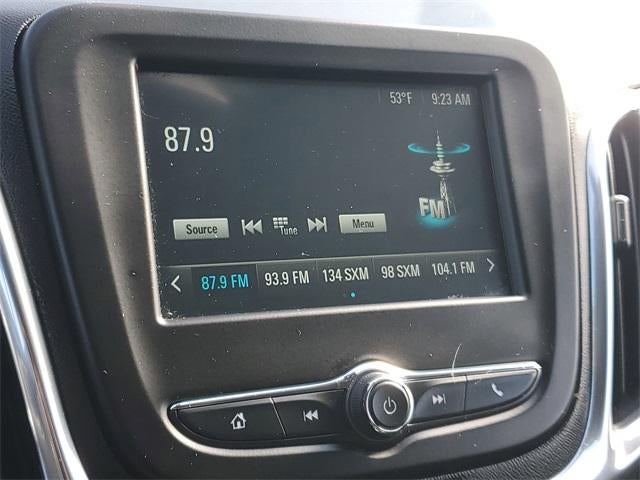 53°F 9:23 AM
87.9
FM
Source Tune Menu
87.9 FM 93.9 FM 134 SXM 98 SXM 104.1 FM